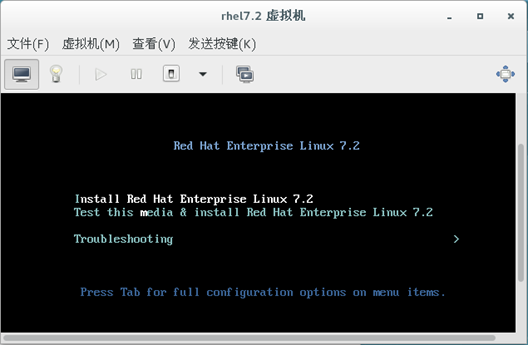 rhel7.2 虚拟机
文件(F) 虚拟机(M) 查看(V) 发送按键(K)
Red Hat Enterprise Linux 7.2
Install Red Hat Enterprise Linux 7.2
Test this media & install Red Hat Enterprise Linux 7.2
Troubleshooting >
Press Tab for full configuration options on menu items.